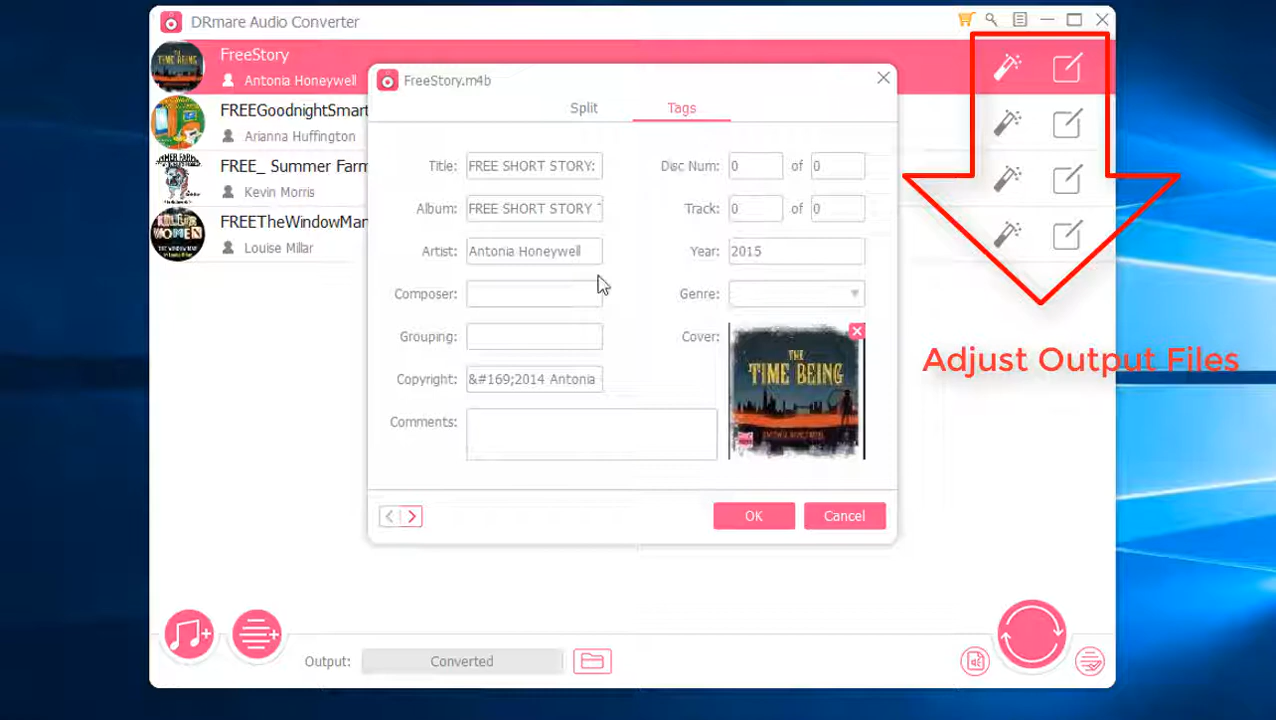 DRmare Audio Converter
FreeStory
Antonia Honeywell
FREEGoodnightSmart
Arianna Huffington
FREE_ Summer Farm
Kevin Morris
FREETheWindowMan
Louise Millar
FreeStory.m4b
Split
Tags
Title: FREE SHORT STORY:
Disc Num: 0 of 0
Album: FREE SHORT STORY
Track: 0 of 0
Artist: Antonia Honeywell
Year: 2015
Composer:
Genre:
Grouping:
Cover:
THE
TIME BEING
Copyright: &#169;2014 Antonia
Comments:
OK
Cancel
Adjust Output Files
Output: Converted